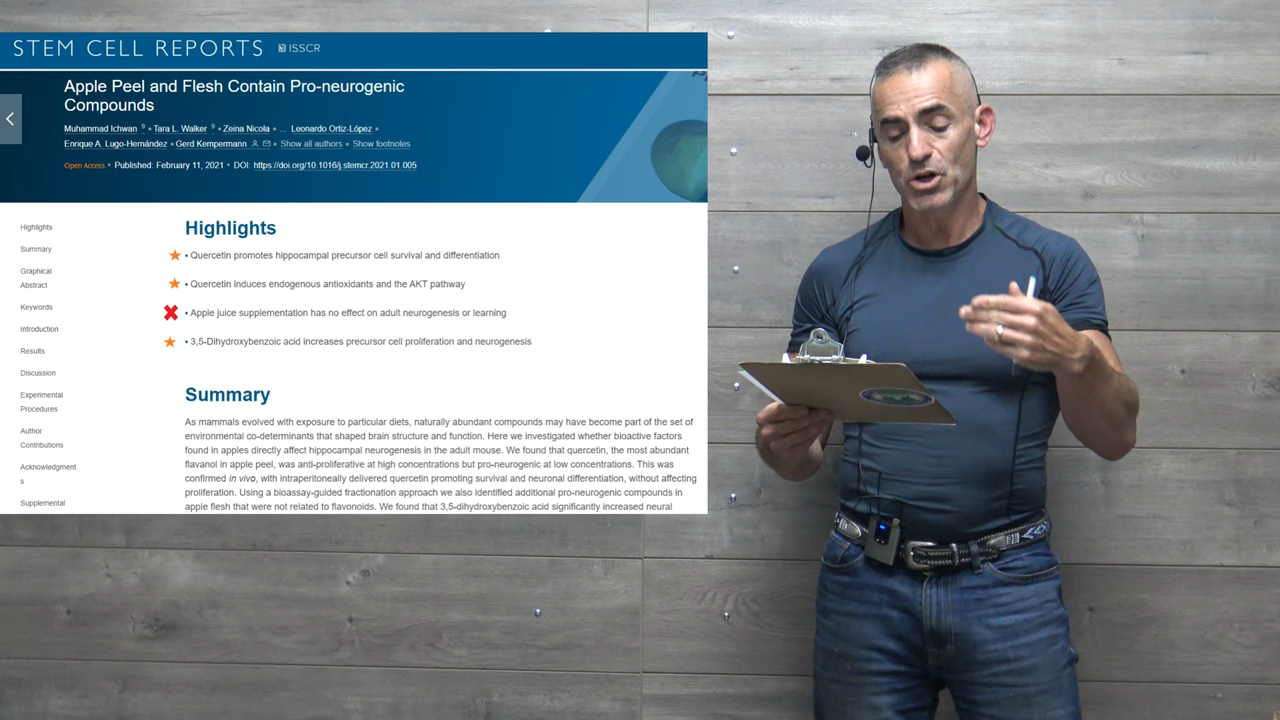 STEM CELL REPORTS ISSCR
Apple Peel and Flesh Contain Pro-neurogenic
Compounds
Muhammad Ichwan 9 • Tara L. Walker 9 • Zeina Nicola • ... Leonardo Ortiz-López •
Enrique A. Lugo-Hernández • Gerd Kempermann • Show all authors • Show footnotes
Open Access • Published: February 11, 2021 • DOI: https://doi.org/10.1016/j.stemcr.2021.01.005
Highlights
Summary
Graphical
Abstract
Keywords
Introduction
Results
Discussion
Experimental
Procedures
Author
Contributions
Acknowledgment
s
Supplemental
Highlights
• Quercetin promotes hippocampal precursor cell survival and differentiation
• Quercetin induces endogenous antioxidants and the AKT pathway
• Apple juice supplementation has no effect on adult neurogenesis or learning
• 3,5-Dihydroxybenzoic acid increases precursor cell proliferation and neurogenesis
Summary
As mammals evolved with exposure to particular diets, naturally abundant compounds may have become part of the set of
environmental co-determinants that shaped brain structure and function. Here we investigated whether bioactive factors
found in apples directly affect hippocampal neurogenesis in the adult mouse. We found that quercetin, the most abundant
flavanol in apple peel, was anti-proliferative at high concentrations but pro-neurogenic at low concentrations. This was
confirmed in vivo, with intraperitoneally delivered quercetin promoting survival and neuronal differentiation, without affecting
proliferation. Using a bioassay-guided fractionation approach we also identified additional pro-neurogenic compounds in
apple flesh that were not related to flavonoids. We found that 3,5-dihydroxybenzoic acid significantly increased neural